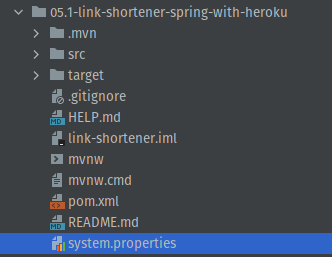 05.1-link-shortener-spring-with-heroku
.mvn
src
target
.gitignore
HELP.md
link-shortener.iml
mvnw
mvnw.cmd
pom.xml
README.md
system.properties